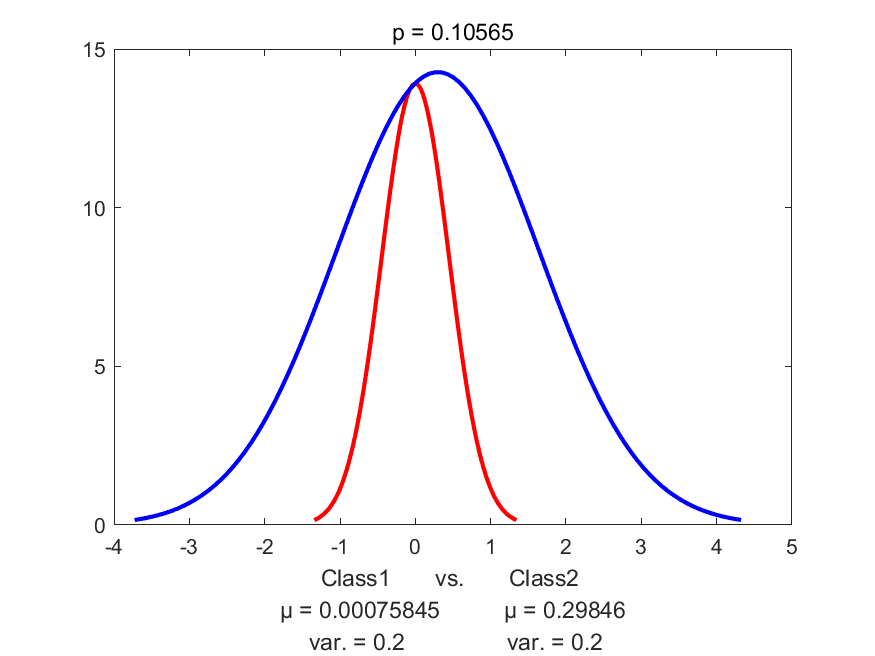 p = 0.10565
15
10
5
0
-4 -3 -2 -1 0 1 2 3 4 5
Class1 vs. Class2
μ = 0.00075845 μ = 0.29846
var. = 0.2 var. = 0.2